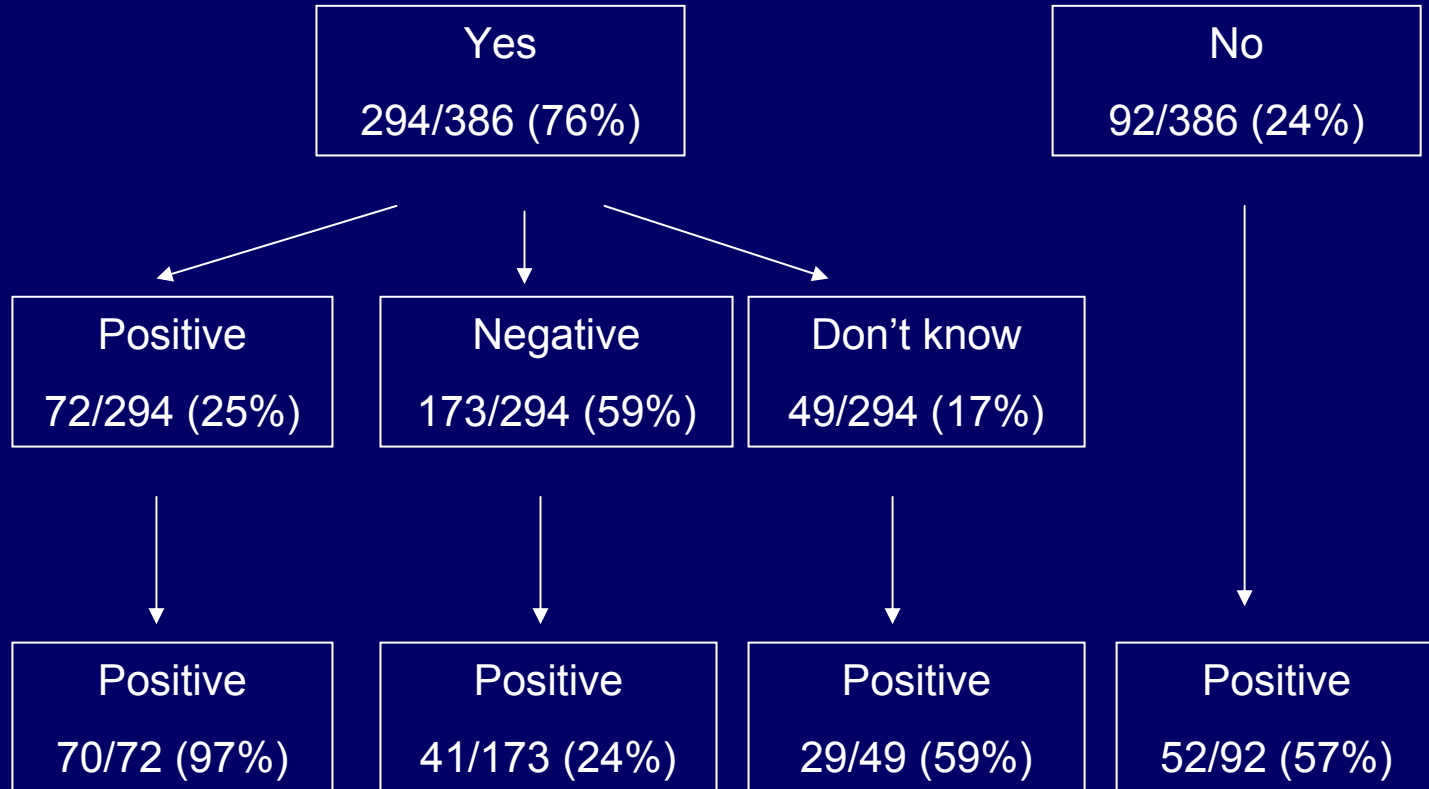 Yes
294/386 (76%)
No
92/386 (24%)
Positive
72/294 (25%)
Negative
173/294 (59%)
Don’t know
49/294 (17%)
Positive
70/72 (97%)
Positive
41/173 (24%)
Positive
29/49 (59%)
Positive
52/92 (57%)